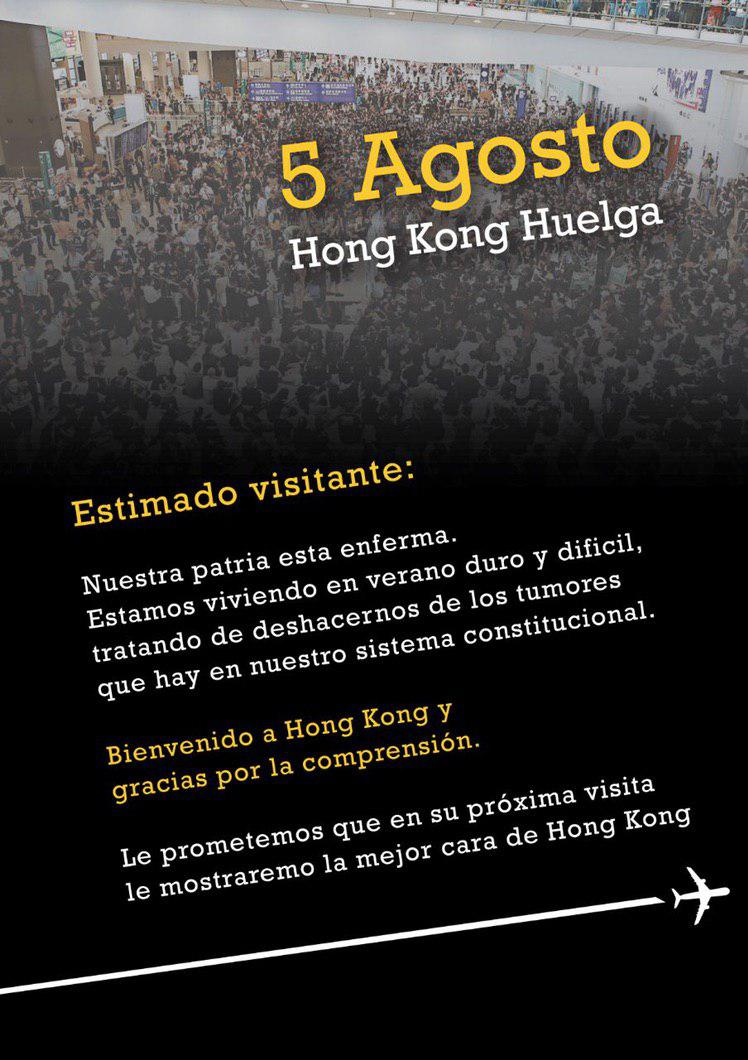 5 Agosto
Hong Kong Huelga
Estimado visitante:
Nuestra patria esta enferma.
Estamos viviendo en verano duro y dificil,
tratando de deshacernos de los tumores
que hay en nuestro sistema constitucional.
Bienvenido a Hong Kong y
gracias por la comprensión.
Le prometemos que en su próxima visita
le mostraremo la mejor cara de Hong Kong